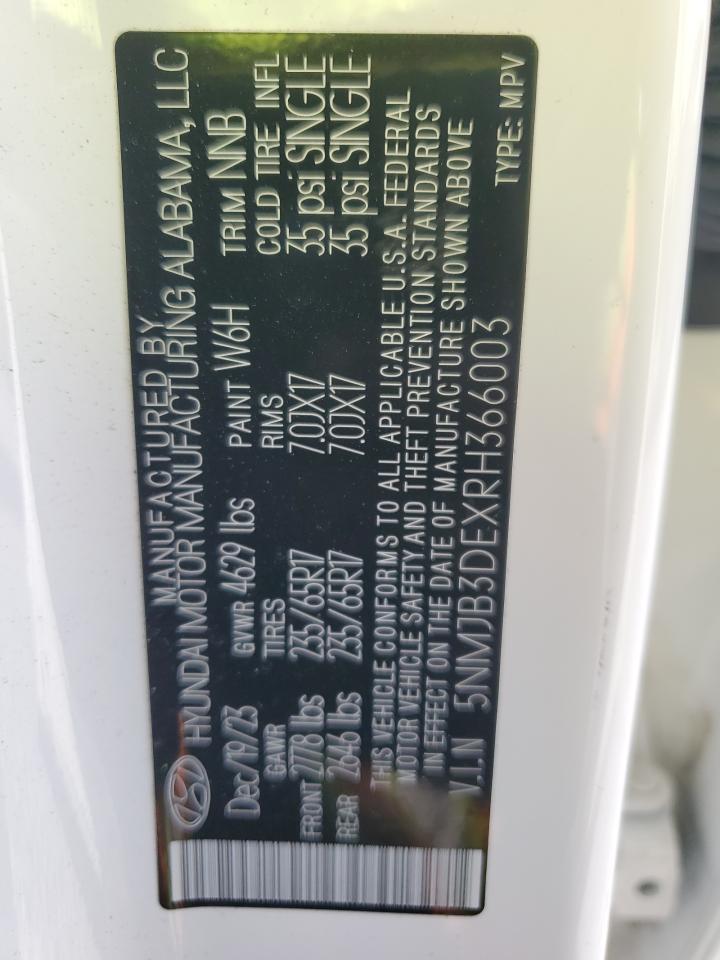 MANUFACTURED BY
HYUNDAI MOTOR MANUFACTURING ALABAMA, LLC
Dec/19/23 GVWR 4629 lbs PAINT W6H TRIM NNB
GAWR TIRES RIMS COLD TIRE INFL
FRONT 2778 lbs 235/65R17 7.0JX17 35 psi SINGLE
REAR 2646 lbs 235/65R17 7.0JX17 35 psi SINGLE
THIS VEHICLE CONFORMS TO ALL APPLICABLE U.S.A. FEDERAL
MOTOR VEHICLE SAFETY,AND THEFT PREVENTION STANDARDS
IN EFFECT ON THE DATE OF MANUFACTURE SHOWN ABOVE
V.I.N 5NMJB3DEXRH366003 TYPE: MPV